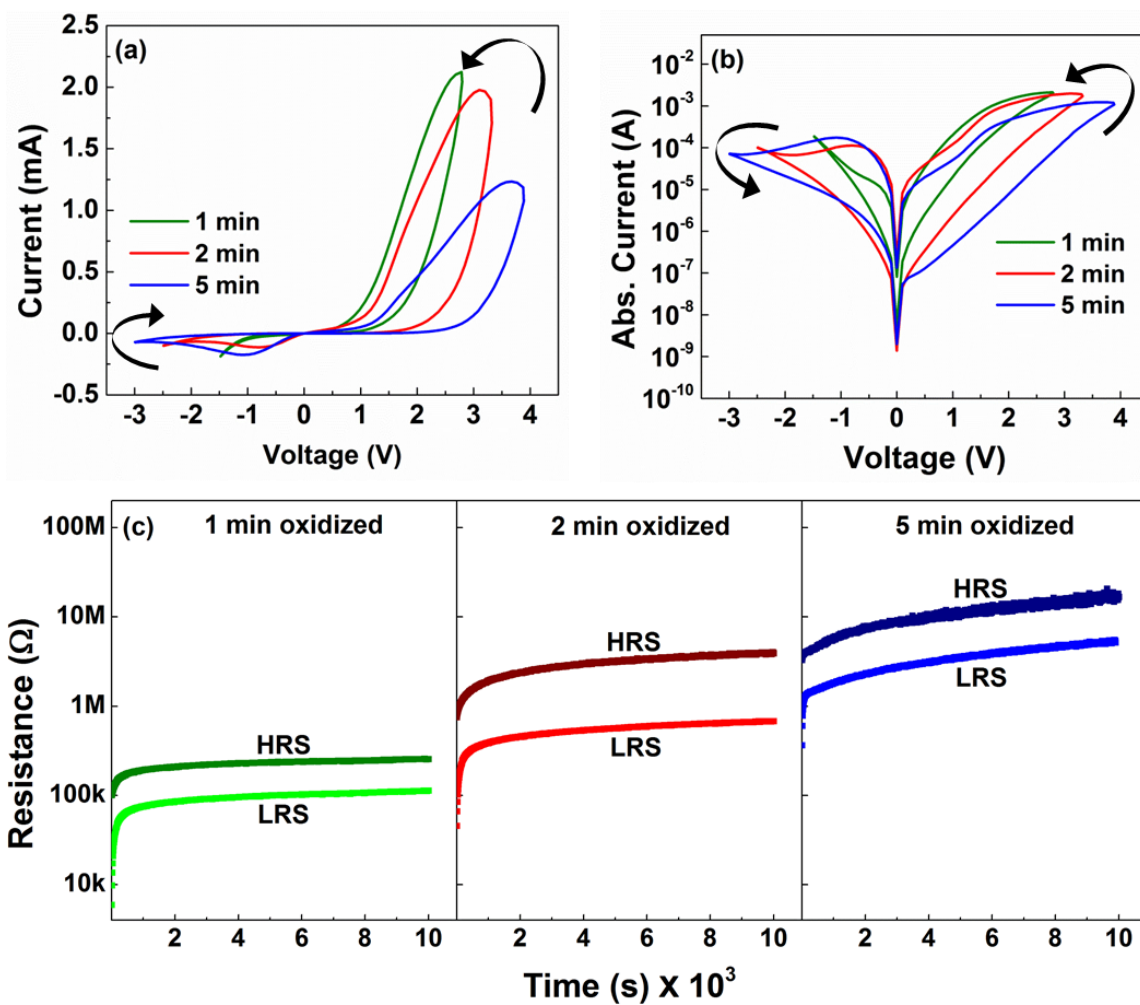 (a)
2.5
2.0
1.5
1.0
0.5
0.0
-0.5
Current (mA)
1 min
2 min
5 min
-3 -2 -1 0 1 2 3 4
Voltage (V)
(b)
10⁻²
10⁻³
10⁻⁴
10⁻⁵
10⁻⁶
10⁻⁷
10⁻⁸
10⁻⁹
10⁻¹⁰
Abs. Current (A)
1 min
2 min
5 min
-3 -2 -1 0 1 2 3 4
Voltage (V)
(c)
1 min oxidized 2 min oxidized 5 min oxidized
100M
10M
1M
100k
10k
Resistance (Ω)
HRS
LRS
HRS
LRS
HRS
LRS
2 4 6 8 10 2 4 6 8 10 2 4 6 8 10
Time (s) X 10³